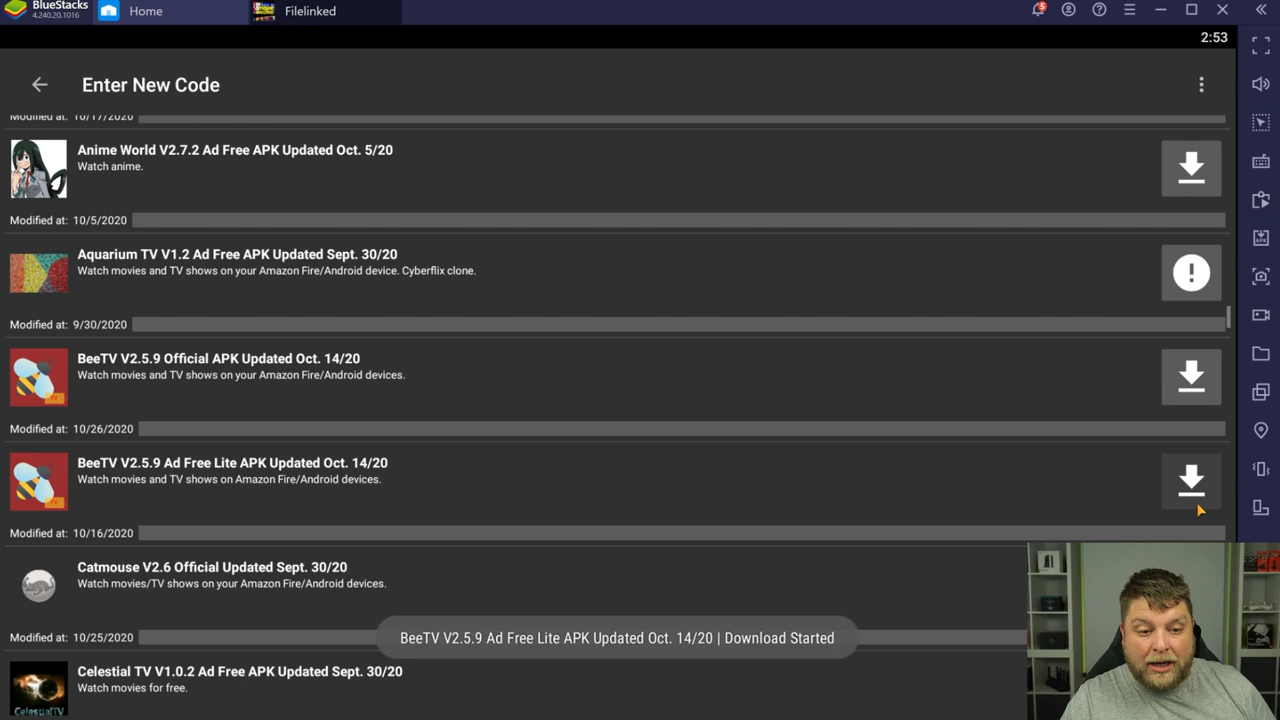 BlueStacks
4.240.20.1016
Home
Filelinked
5
2:53
Enter New Code
Modified at: 10/17/2020
Anime World V2.7.2 Ad Free APK Updated Oct. 5/20
Watch anime.
Modified at: 10/5/2020
Aquarium TV V1.2 Ad Free APK Updated Sept. 30/20
Watch movies and TV shows on your Amazon Fire/Android device. Cyberflix clone.
Modified at: 9/30/2020
BeeTV V2.5.9 Official APK Updated Oct. 14/20
Watch movies and TV shows on your Amazon Fire/Android devices.
Modified at: 10/26/2020
BeeTV V2.5.9 Ad Free Lite APK Updated Oct. 14/20
Watch movies and TV shows on Amazon Fire/Android devices.
Modified at: 10/16/2020
Catmouse V2.6 Official Updated Sept. 30/20
Watch movies/TV shows on your Amazon Fire/Android devices.
Modified at: 10/25/2020
BeeTV V2.5.9 Ad Free Lite APK Updated Oct. 14/20 | Download Started
Celestial TV V1.0.2 Ad Free APK Updated Sept. 30/20
Watch movies for free.
CelestialTV